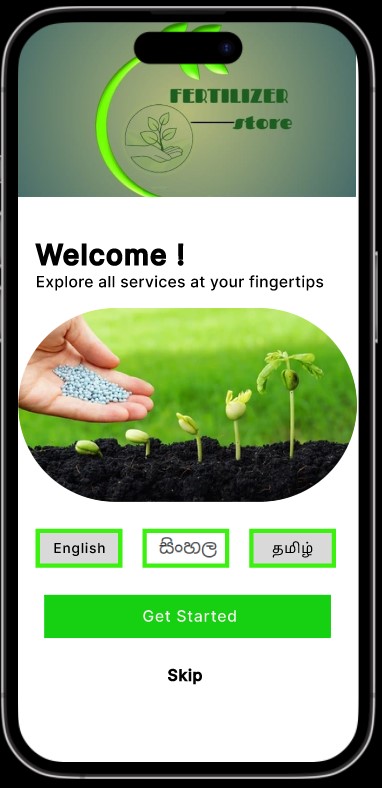 FERTILIZER
store
Welcome !
Explore all services at your fingertips
English
සිංහල
தமிழ்
Get Started
Skip